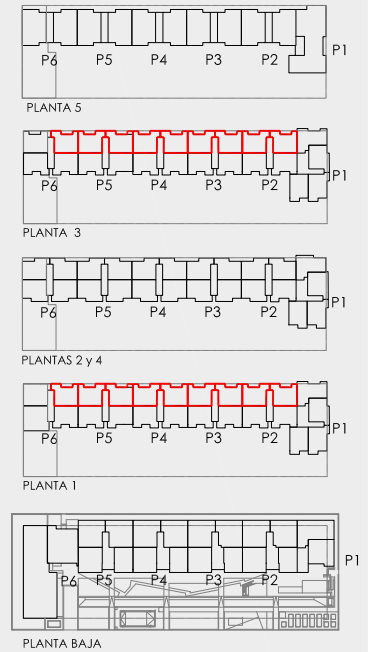 P1
P6 P5 P4 P3 P2
PLANTA 5
P1
P6 P5 P4 P3 P2
PLANTA 3
P1
P6 P5 P4 P3 P2
PLANTAS 2 y 4
P1
P6 P5 P4 P3 P2
PLANTA 1
P1
P6 P5 P4 P3 P2
PLANTA BAJA